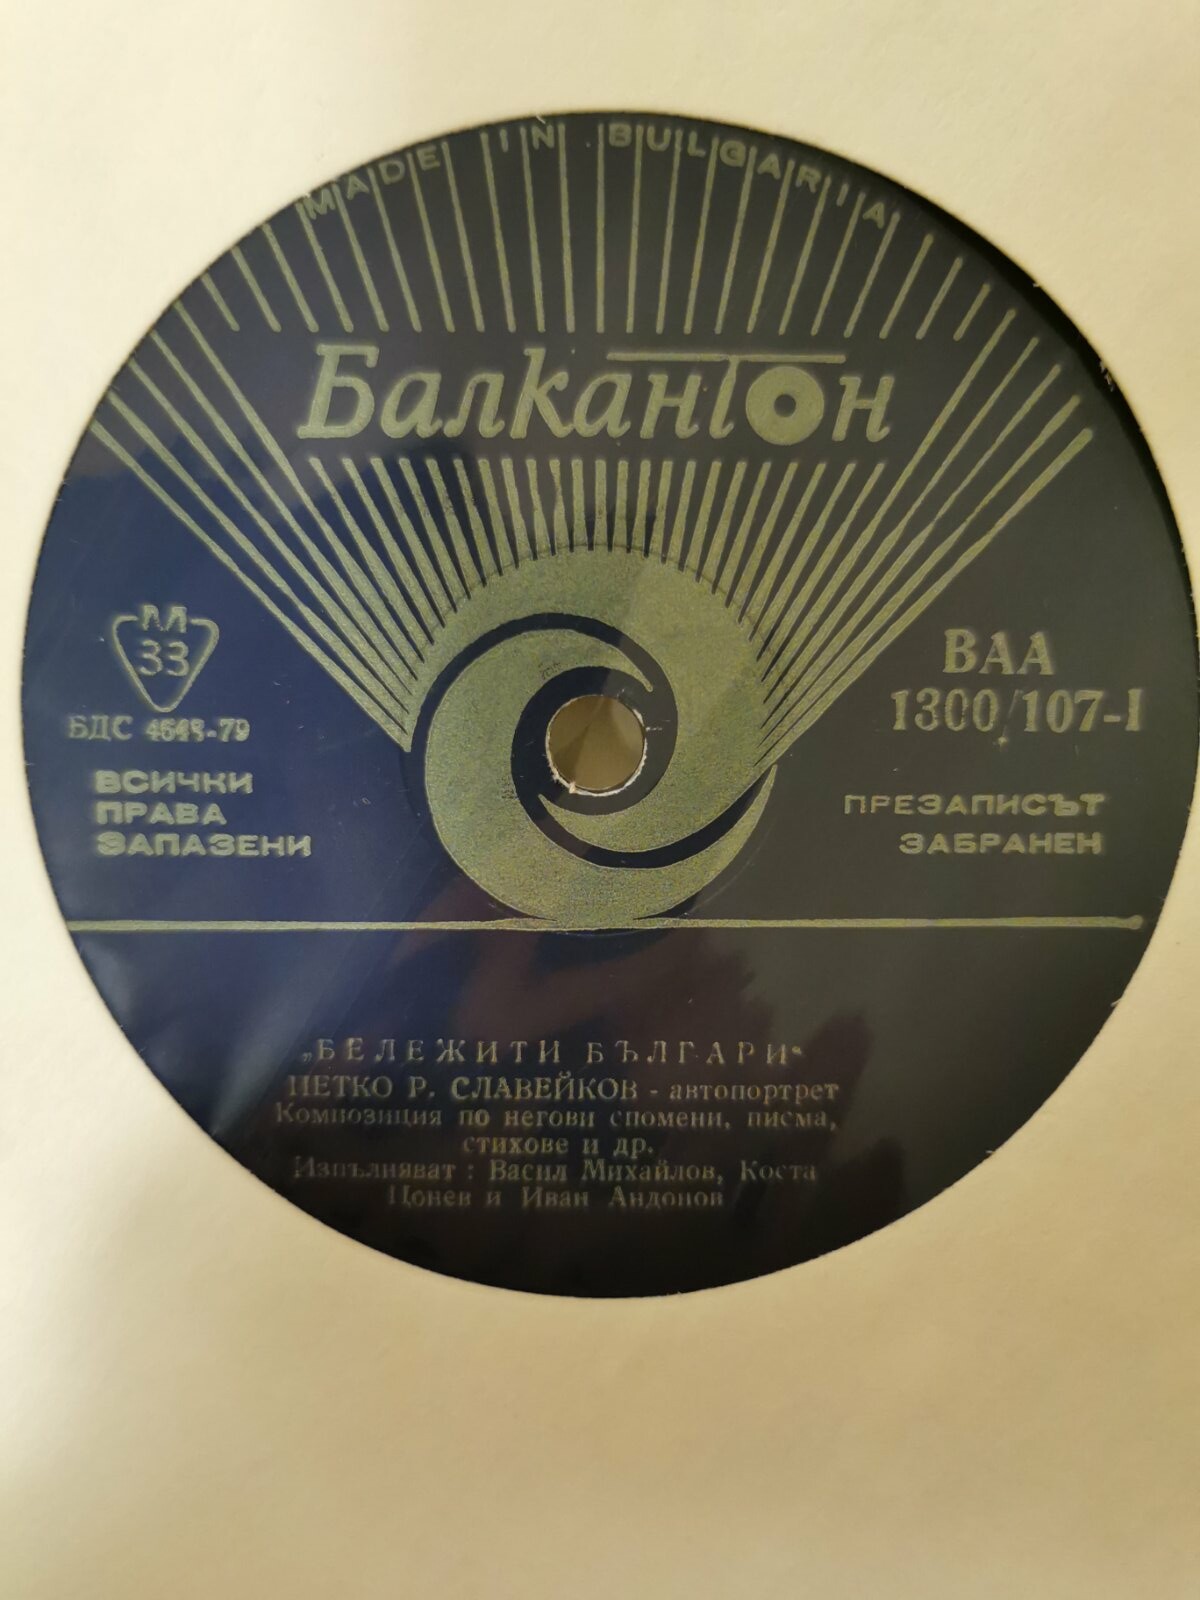 MADE IN BULGARIA
Балкантон
М
33
БДС 4648-79
ВСИЧКИ
ПРАВА
ЗАПАЗЕНИ
ВАА
1300/107-I
ПРЕЗАПИСЪТ
ЗАБРАНЕН
„БЕЛЕЖИТИ БЪЛГАРИ“
ПЕТКО Р. СЛАВЕЙКОВ - автопортрет
Композиция по негови спомени, писма,
стихове и др.
Изпълняват : Васил Михайлов, Коста
Цонев и Иван Андонов